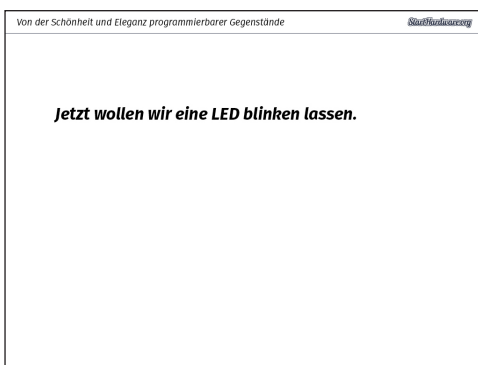 Von der Schönheit und Eleganz programmierbarer Gegenstände
StartHardware.org
Jetzt wollen wir eine LED blinken lassen.